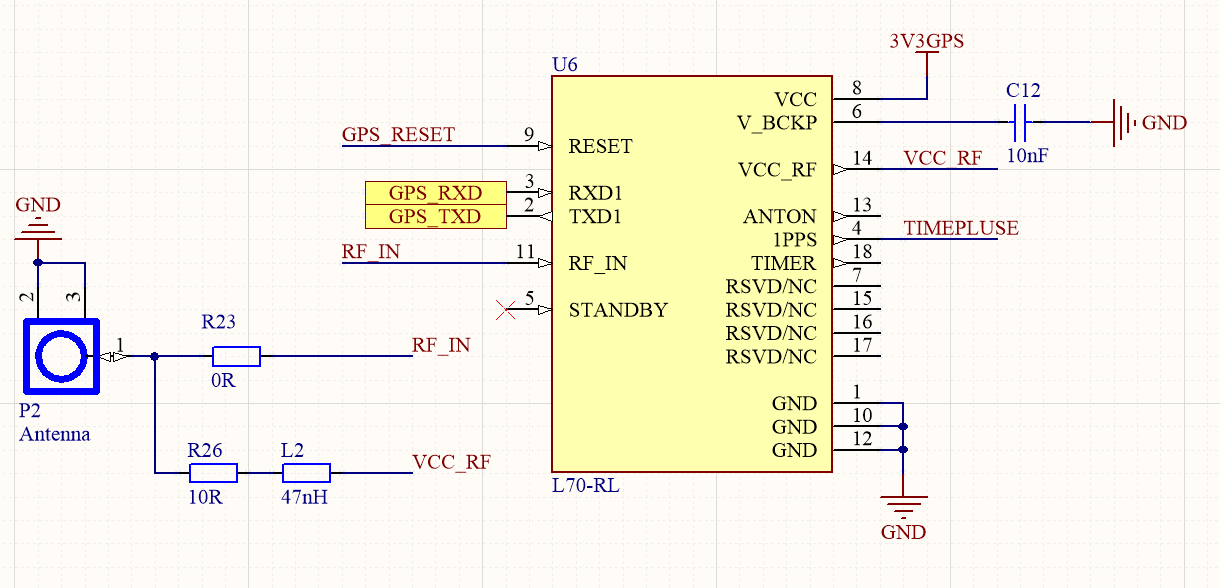 3V3GPS
U6
8
VCC
C12
6
V_BCKP
GND
GPS_RESET
9
RESET
10nF
14
VCC_RF
VCC_RF
3
GPS_RXD
RXD1
2
GPS_TXD
TXD1
13
ANTON
GND
4
1PPS
TIMEPLUSE
RF_IN
11
RF_IN
18
TIMER
7
RSVD/NC
2
3
5
STANDBY
15
RSVD/NC
R23
16
RSVD/NC
1
RF_IN
17
RSVD/NC
0R
P2
Antenna
1
GND
10
GND
12
GND
R26
L2
VCC_RF
10R
47nH
L70-RL
GND